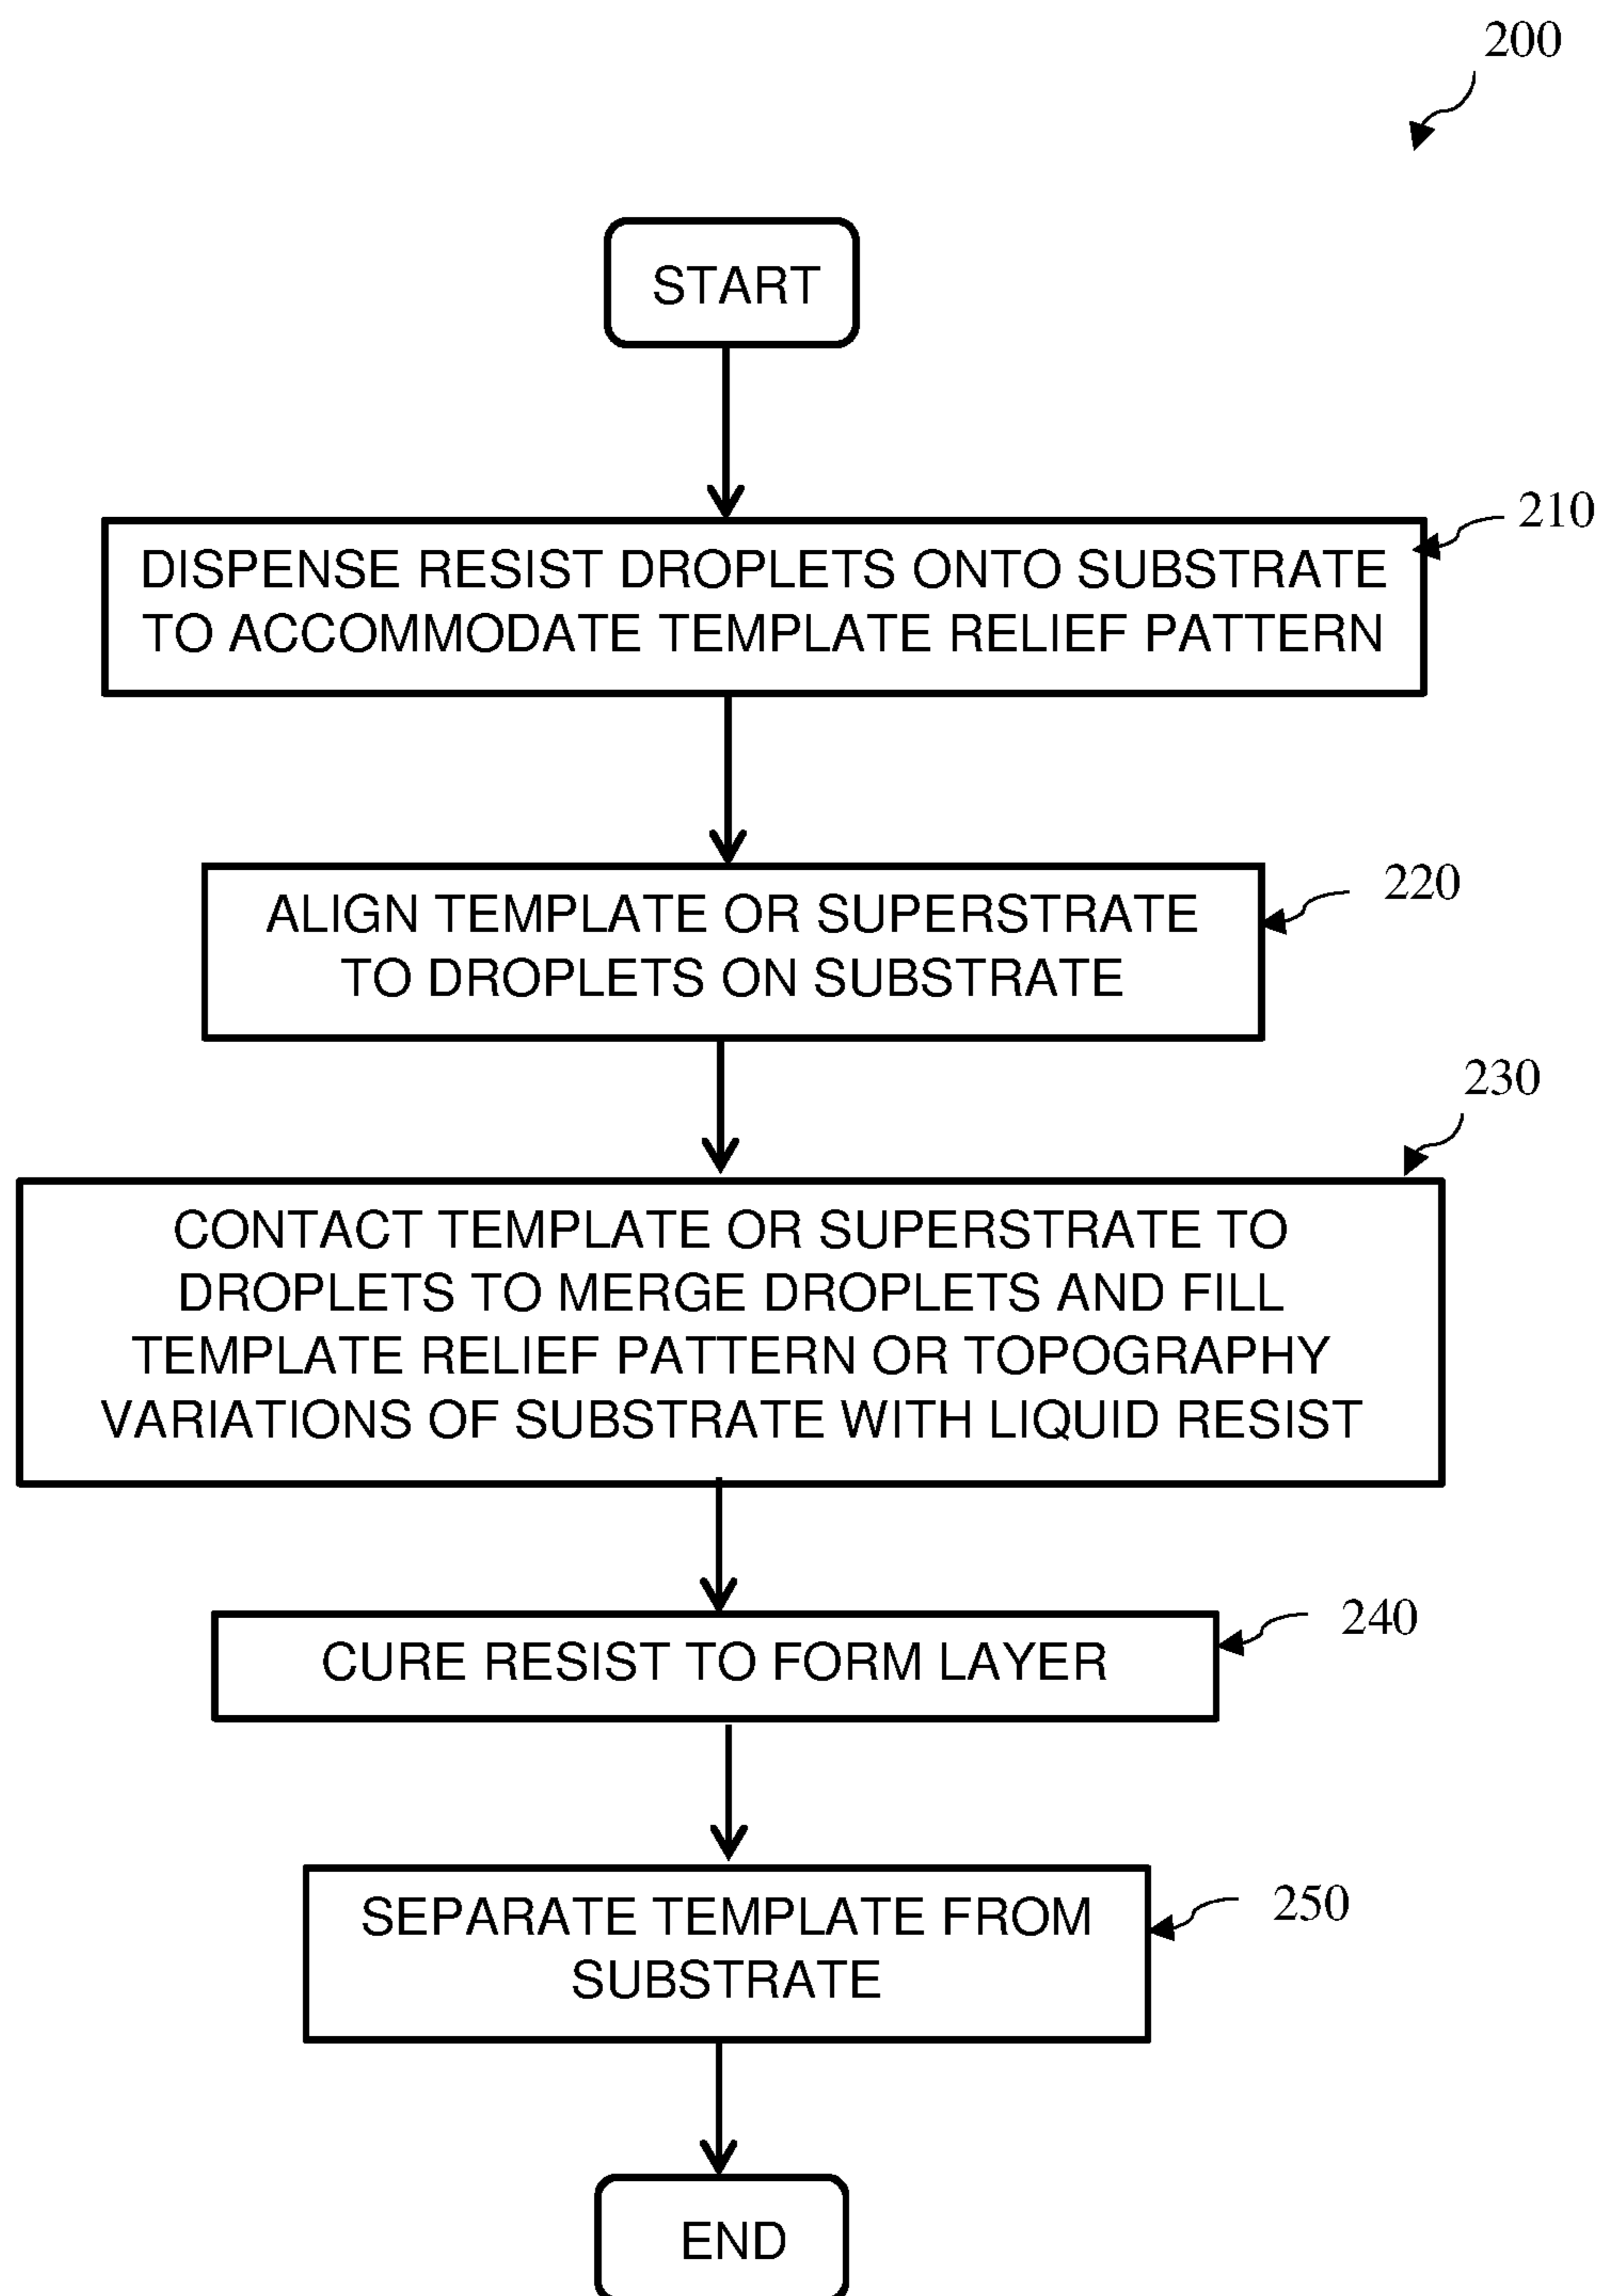 200
START
210
DISPENSE RESIST DROPLETS ONTO SUBSTRATE
TO ACCOMMODATE TEMPLATE RELIEF PATTERN
220
ALIGN TEMPLATE OR SUPERSTRATE
TO DROPLETS ON SUBSTRATE
230
CONTACT TEMPLATE OR SUPERSTRATE TO
DROPLETS TO MERGE DROPLETS AND FILL
TEMPLATE RELIEF PATTERN OR TOPOGRAPHY
VARIATIONS OF SUBSTRATE WITH LIQUID RESIST
240
CURE RESIST TO FORM LAYER
250
SEPARATE TEMPLATE FROM
SUBSTRATE
END